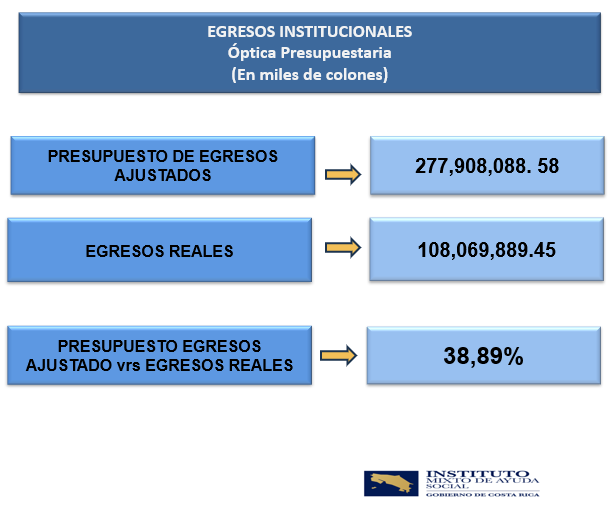 EGRESOS INSTITUCIONALES
Óptica Presupuestaria
(En miles de colones)
PRESUPUESTO DE EGRESOS
AJUSTADOS
277,908,088. 58
EGRESOS REALES
108,069,889.45
PRESUPUESTO EGRESOS
AJUSTADO vrs EGRESOS REALES
38,89%
INSTITUTO
MIXTO DE AYUDA
SOCIAL
GOBIERNO DE COSTA RICA